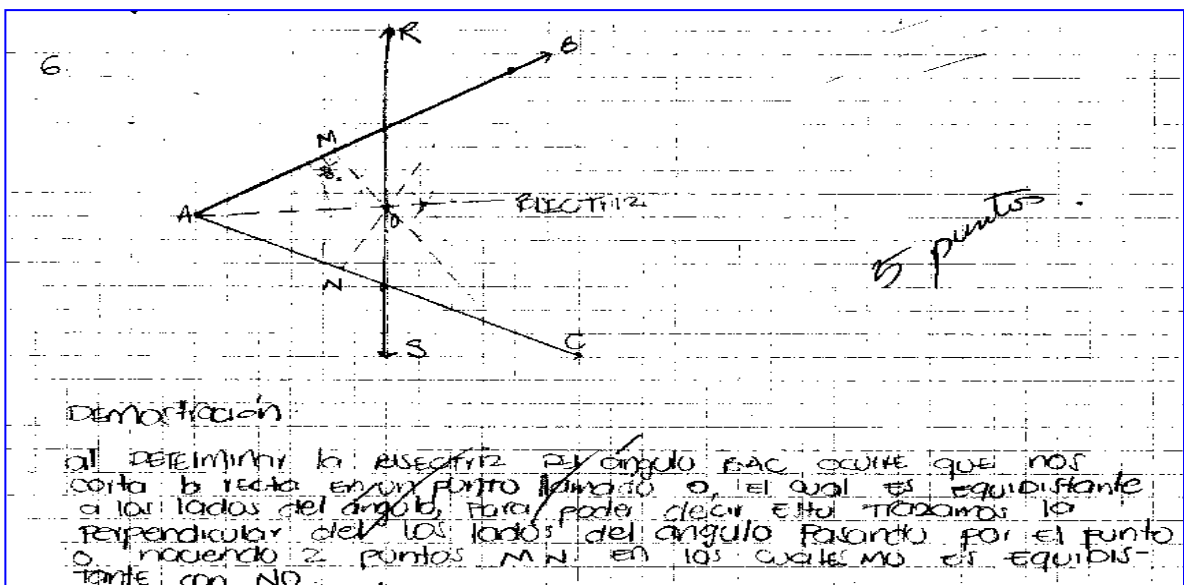 6
R
B
M
A
O
BISECTRIZ
N
S
C
5 puntos.
DEMOSTRACIÓN
al DETERMINAR la BISECTRIZ DEL ángulo BAC OCURRE QUE NOS
corta la recta EN UN PUNTO llamado O, El cual ES EQUIDISTANTE
a los lados del ángulo, Para poder decir ESto TRAZAMOS la
Perpendicular del los lados del ángulo Pasando por El punto
O haciendo 2 puntos M N EN los cuales MO ES EQUIDIS-
TANTE con NO